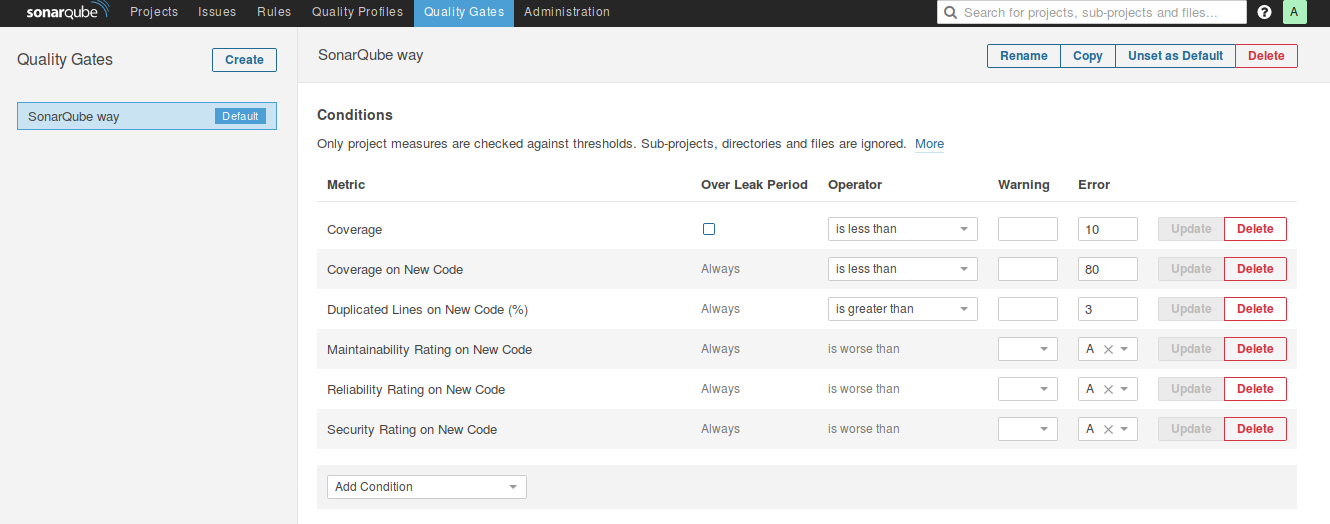 sonarqube Projects Issues Rules Quality Profiles Quality Gates Administration Search for projects, sub-projects and files... ? A
Quality Gates Create
SonarQube way Default
SonarQube way Rename Copy Unset as Default Delete
Conditions
Only project measures are checked against thresholds. Sub-projects, directories and files are ignored. More
Metric Over Leak Period Operator Warning Error
Coverage is less than 10 Update Delete
Coverage on New Code Always is less than 80 Update Delete
Duplicated Lines on New Code (%) Always is greater than 3 Update Delete
Maintainability Rating on New Code Always is worse than A Update Delete
Reliability Rating on New Code Always is worse than A Update Delete
Security Rating on New Code Always is worse than A Update Delete
Add Condition